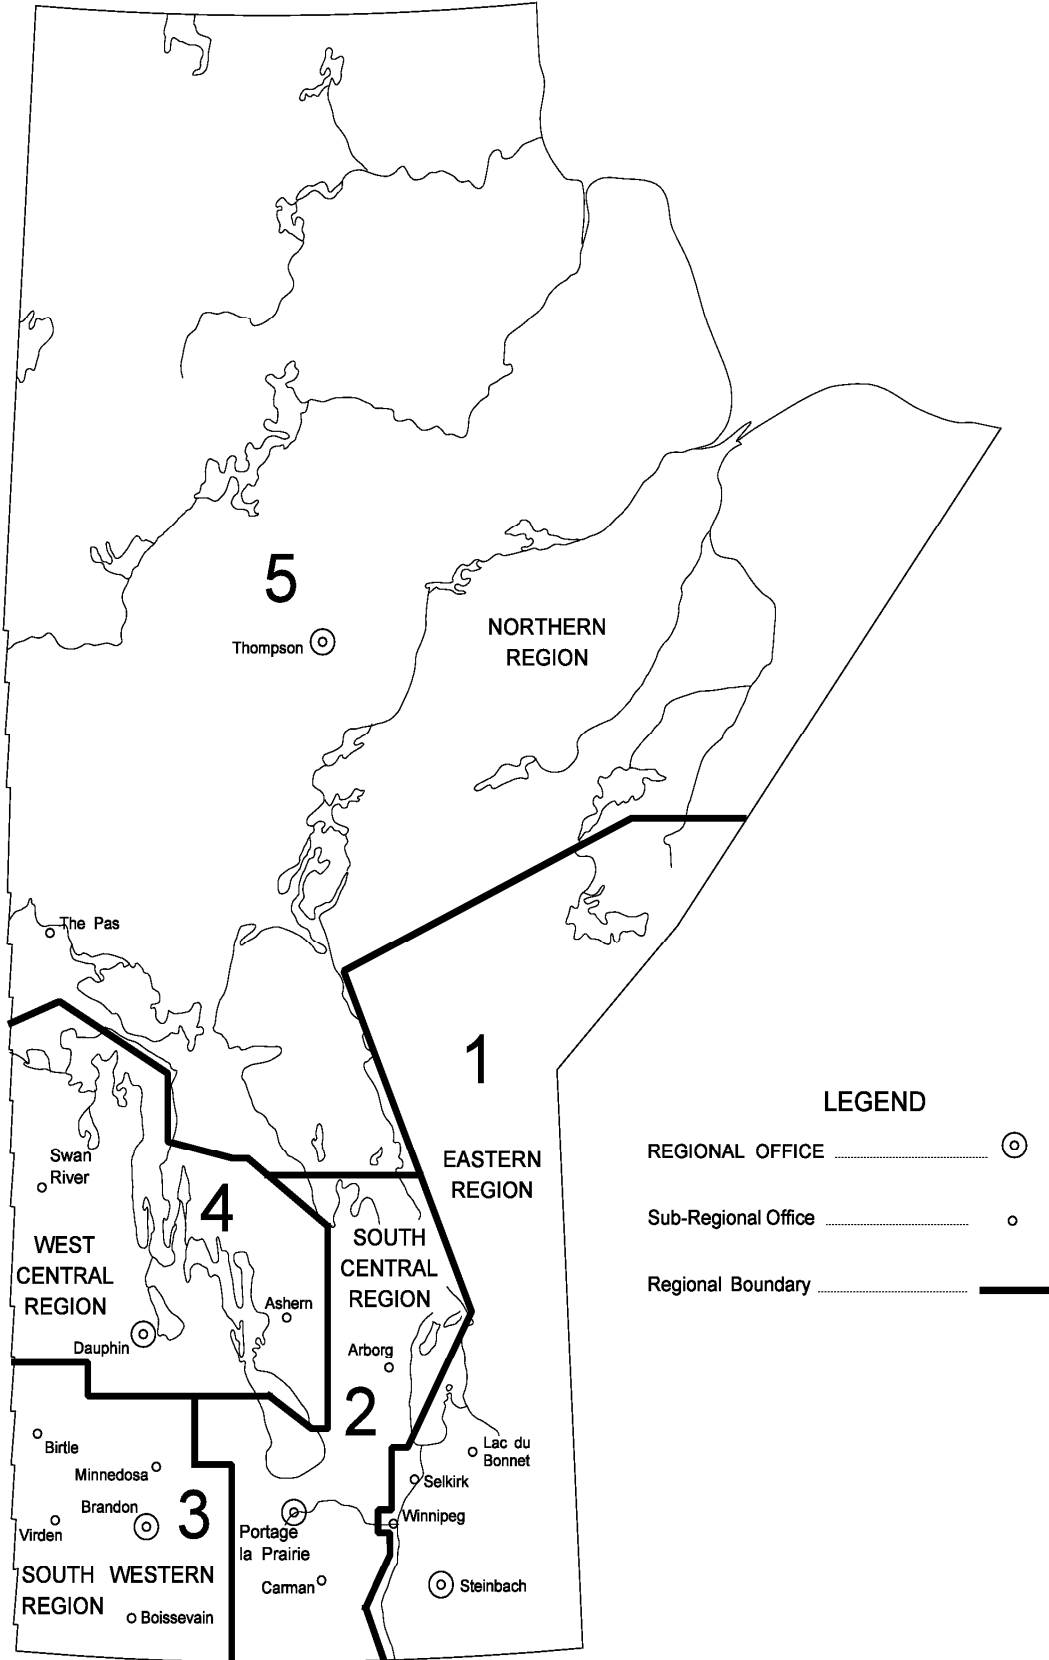 5
Thompson
NORTHERN
REGION
The Pas
1
EASTERN
REGION
LEGEND
REGIONAL OFFICE
Sub-Regional Office
Regional Boundary
Swan
River
4
WEST
CENTRAL
REGION
SOUTH
CENTRAL
REGION
Ashern
Dauphin
Arborg
2
Birtle
Minnedosa
Brandon
3
Virden
SOUTH WESTERN
REGION
Boissevain
Portage
la Prairie
Carman
Lac du
Bonnet
Selkirk
Winnipeg
Steinbach